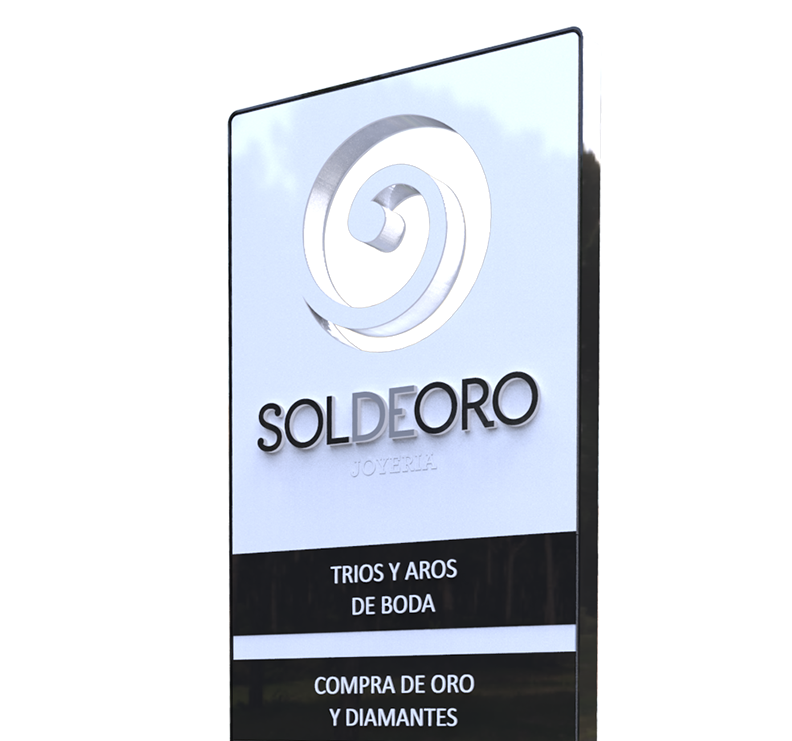 SOLDEORO
JOYERIA
TRIOS Y AROS
DE BODA
COMPRA DE ORO
Y DIAMANTES